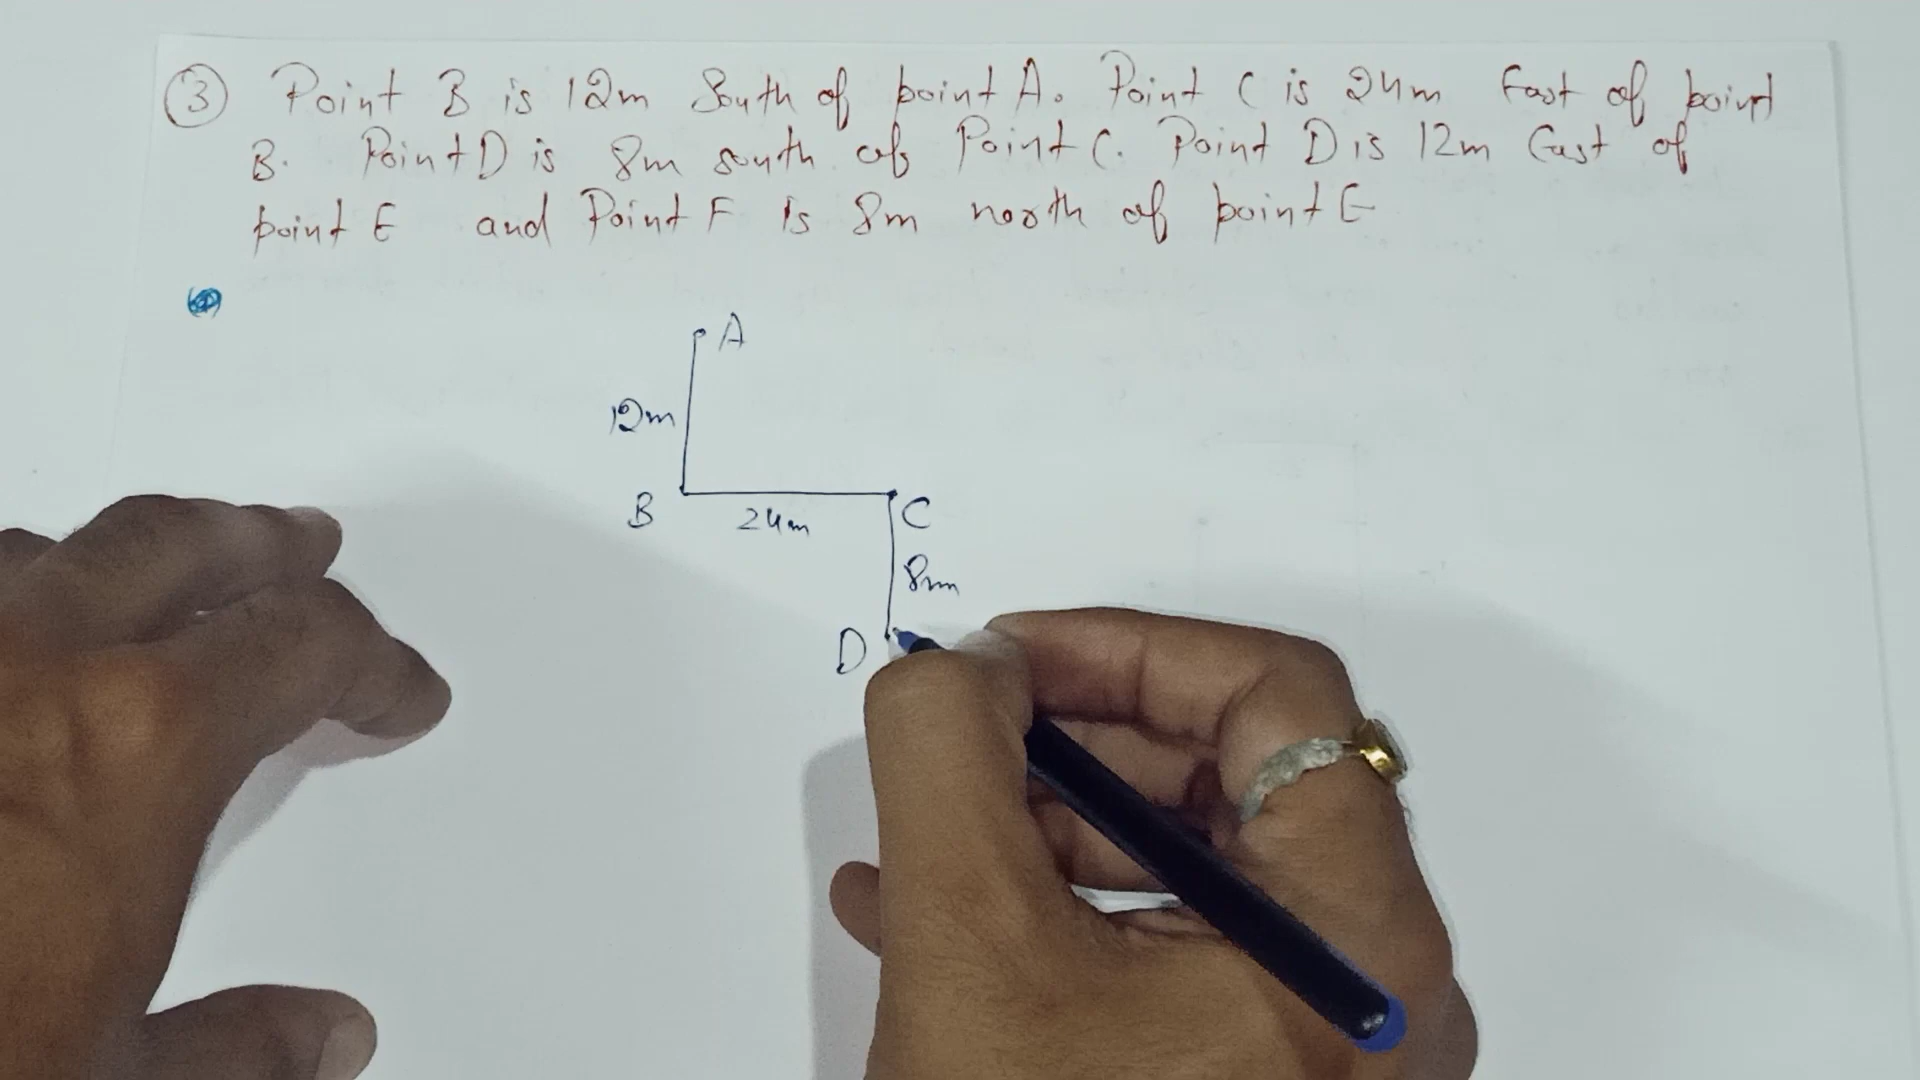 3 Point B is 12m South of point A. Point C is 24m East of point
B. Point D is 8m south of Point C. Point D is 12m East of
point E and Point F is 8m north of point E
A
12m
B 24m C
8m
D